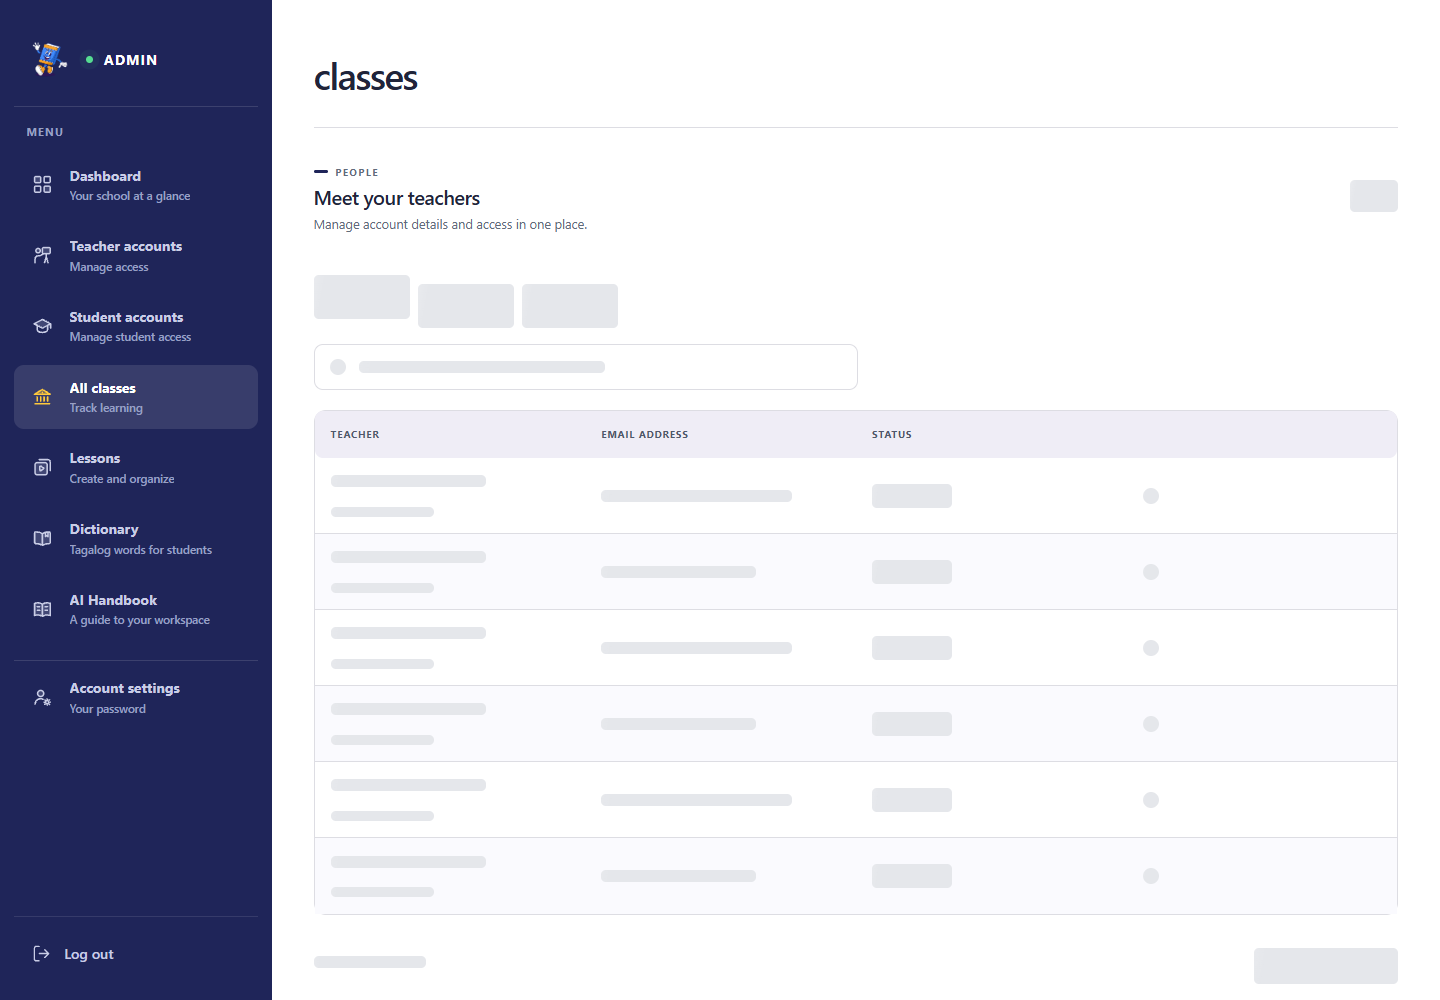 ADMIN
MENU
Dashboard
Your school at a glance
Teacher accounts
Manage access
Student accounts
Manage student access
All classes
Track learning
Lessons
Create and organize
Dictionary
Tagalog words for students
AI Handbook
A guide to your workspace
Account settings
Your password
Log out
classes
PEOPLE
Meet your teachers
Manage account details and access in one place.
TEACHER EMAIL ADDRESS STATUS